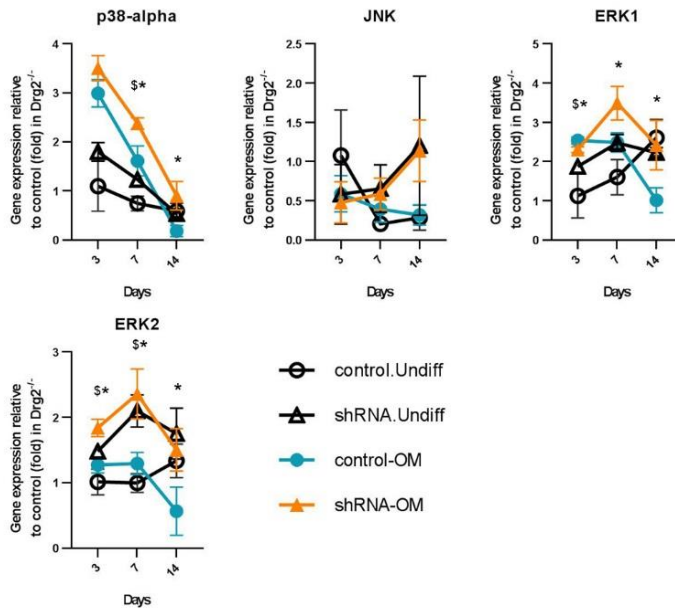 p38-alpha
Gene expression relative
to control (fold) in Drg2-/-
4
3
2
1
0
$*
*
3
7
14
Days
JNK
Gene expression relative
to control (fold) in Drg2-/-
2.5
2.0
1.5
1.0
0.5
0.0
3
7
14
Days
ERK1
Gene expression relative
to control (fold) in Drg2-/-
5
4
3
2
1
0
$*
*
*
3
7
14
Days
ERK2
Gene expression relative
to control (fold) in Drg2-/-
3
2
1
0
$*
$*
*
3
7
14
Days
control.Undiff
shRNA.Undiff
control-OM
shRNA-OM